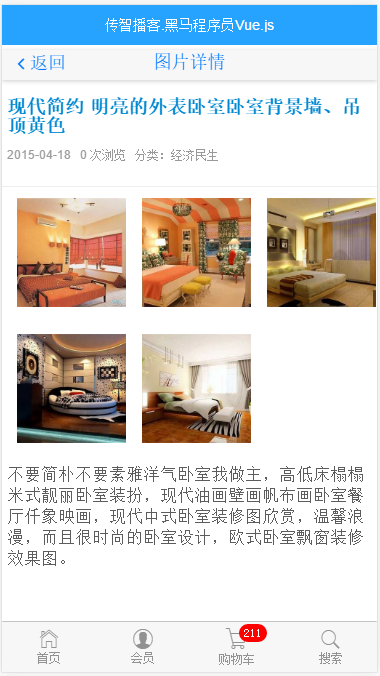 传智播客.黑马程序员Vue.js
返回 图片详情
现代简约 明亮的外表卧室卧室背景墙、吊
顶黄色
2015-04-18 0次浏览 分类：经济民生
不要简朴不要素雅洋气卧室我做主，高低床榻榻
米式靓丽卧室装扮，现代油画壁画帆布画卧室餐
厅仟象映画，现代中式卧室装修图欣赏，温馨浪
漫，而且很时尚的卧室设计，欧式卧室飘窗装修
效果图。
211
首页 会员 购物车 搜索